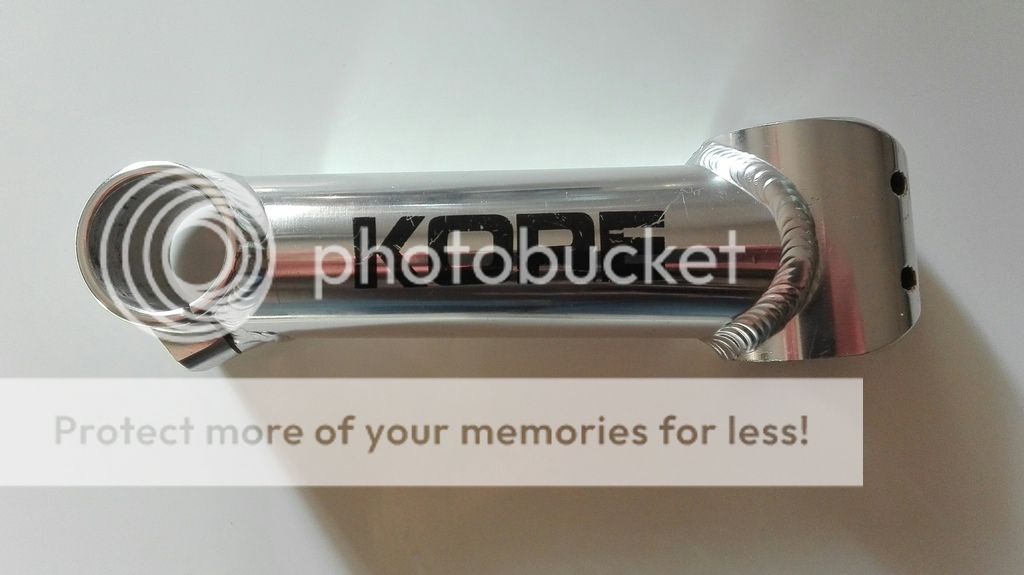 KORE
photobucket
Protect more of your memories for less!